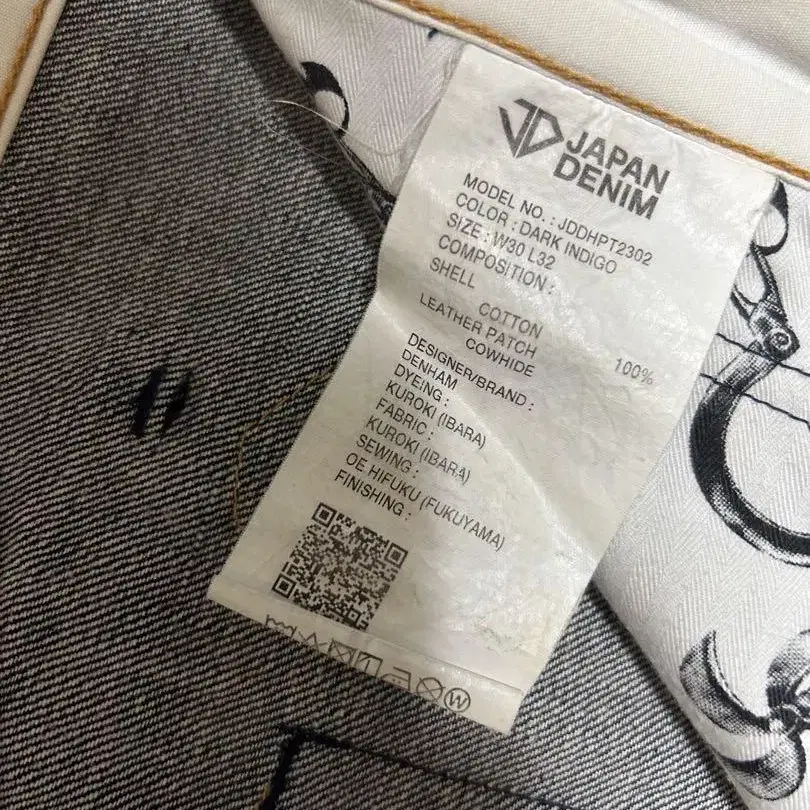 JD JAPAN
DENIM
MODEL NO. : JDDHPT2302
COLOR : DARK INDIGO
SIZE : W30 L32
COMPOSITION :
SHELL
COTTON 100%
LEATHER PATCH
COWHIDE
DESIGNER/BRAND :
DENHAM
DYEING :
KUROKI (IBARA)
FABRIC :
KUROKI (IBARA)
SEWING :
OE HIFUKU (FUKUYAMA)
FINISHING :
W